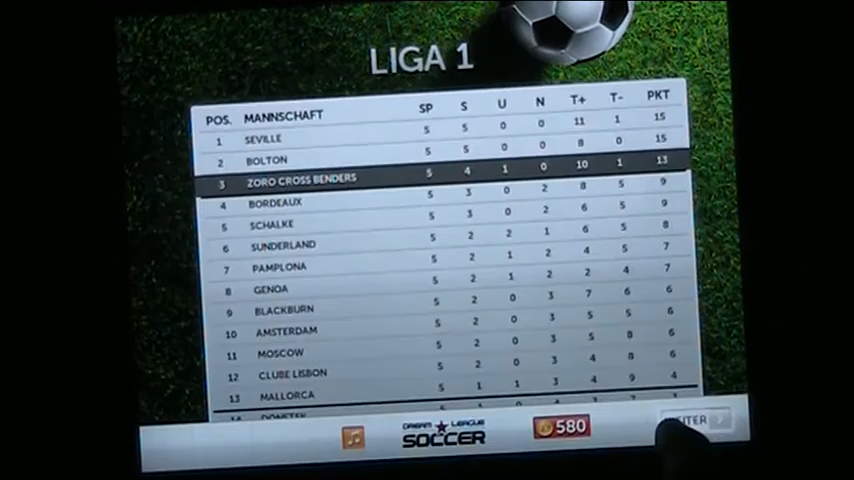 LIGA 1
POS. MANNSCHAFT SP S U N T+ T- PKT
1 SEVILLE 5 5 0 0 11 1 15
2 BOLTON 5 5 0 0 8 0 15
3 ZORO CROSS BENDERS 5 4 1 0 10 1 13
4 BORDEAUX 5 3 0 2 8 5 9
5 SCHALKE 5 3 0 2 6 5 9
6 SUNDERLAND 5 2 2 1 6 5 8
7 PAMPLONA 5 2 1 2 4 5 7
8 GENOA 5 2 1 2 2 4 7
9 BLACKBURN 5 2 0 3 7 6 6
10 AMSTERDAM 5 2 0 3 5 5 6
11 MOSCOW 5 2 0 3 5 8 6
12 CLUBE LISBON 5 2 0 3 4 8 6
13 MALLORCA 5 1 1 3 4 9 4
14 DONETSK 5 1 0
DREAM LEAGUE
SOCCER
580